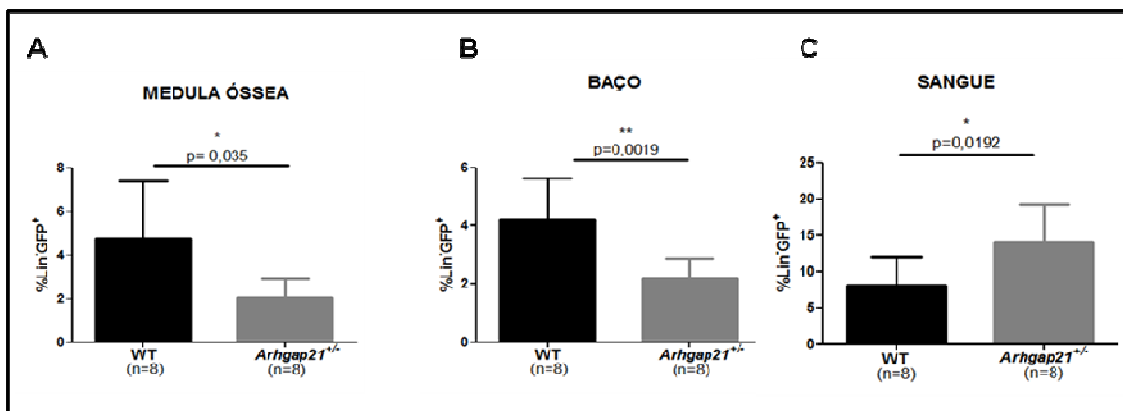 A
MEDULA ÓSSEA
*
p= 0,035
8
6
4
2
0
%Lin⁻GFP⁺
WT
(n=8)
Arhgap21⁺/⁻
(n=8)
B
BAÇO
**
p=0,0019
6
4
2
0
%Lin⁻GFP⁺
WT
(n=8)
Arhgap21⁺/⁻
(n=8)
C
SANGUE
*
p=0,0192
25
20
15
10
5
0
%Lin⁻GFP⁺
WT
(n=8)
Arhgap21⁺/⁻
(n=8)